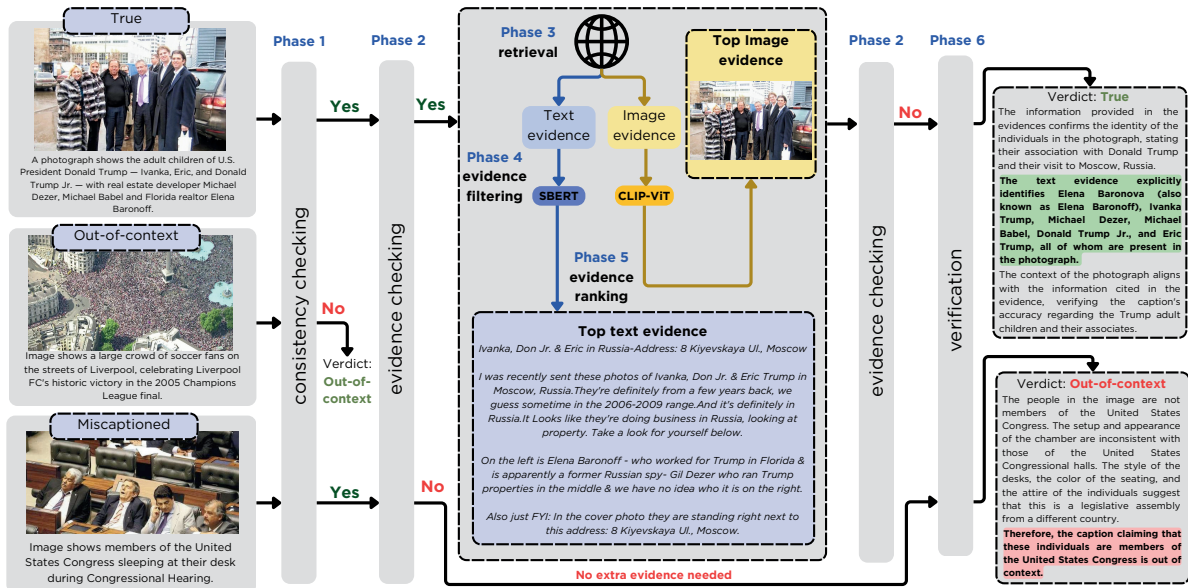 True
A photograph shows the adult children of U.S.
President Donald Trump — Ivanka, Eric, and Donald
Trump Jr. — with real estate developer Michael
Dezer, Michael Babel and Florida realtor Elena
Baronoff.
Out-of-context
Image shows a large crowd of soccer fans on
the streets of Liverpool, celebrating Liverpool
FC's historic victory in the 2005 Champions
League final.
Miscaptioned
Image shows members of the United
States Congress sleeping at their desk
during Congressional Hearing.
Phase 1
consistency checking
Yes
No
Verdict:
Out-of-
context
Yes
Phase 2
evidence checking
Yes
No
Phase 3
retrieval
Text
evidence
Image
evidence
Phase 4
evidence
filtering
SBERT
CLIP-ViT
Phase 5
evidence
ranking
Top Image
evidence
Top text evidence
Ivanka, Don Jr. & Eric in Russia-Address: 8 Kiyevskaya Ul., Moscow
I was recently sent these photos of Ivanka, Don Jr. & Eric Trump in
Moscow, Russia.They're definitely from a few years back, we
guess sometime in the 2006-2009 range.And it's definitely in
Russia.It Looks like they're doing business in Russia, looking at
property. Take a look for yourself below.
On the left is Elena Baronoff - who worked for Trump in Florida &
is apparently a former Russian spy- Gil Dezer who ran Trump
properties in the middle & we have no idea who it is on the right.
Also just FYI: In the cover photo they are standing right next to
this address: 8 Kiyevskaya Ul., Moscow.
No extra evidence needed
Phase 2
evidence checking
No
Phase 6
verification
Verdict: True
The information provided in the
evidences confirms the identity of the
individuals in the photograph, stating
their association with Donald Trump
and their visit to Moscow, Russia.
The text evidence explicitly
identifies Elena Baronova (also
known as Elena Baronoff), Ivanka
Trump, Michael Dezer, Michael
Babel, Donald Trump Jr., and Eric
Trump, all of whom are present in
the photograph.
The context of the photograph aligns
with the information cited in the
evidence, verifying the caption's
accuracy regarding the Trump adult
children and their associates.
Verdict: Out-of-context
The people in the image are not
members of the United States
Congress. The setup and appearance
of the chamber are inconsistent with
those of the United States
Congressional halls. The style of the
desks, the color of the seating, and
the attire of the individuals suggest
that this is a legislative assembly
from a different country.
Therefore, the caption claiming that
these individuals are members of
the United States Congress is out of
context.